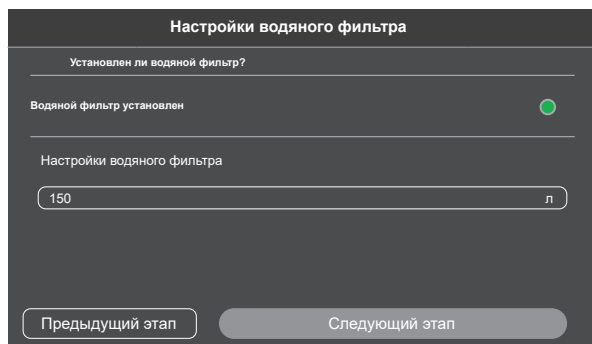 Настройки водяного фильтра
Установлен ли водяной фильтр?
Водяной фильтр установлен
Настройки водяного фильтра
150 л
Предыдущий этап Следующий этап